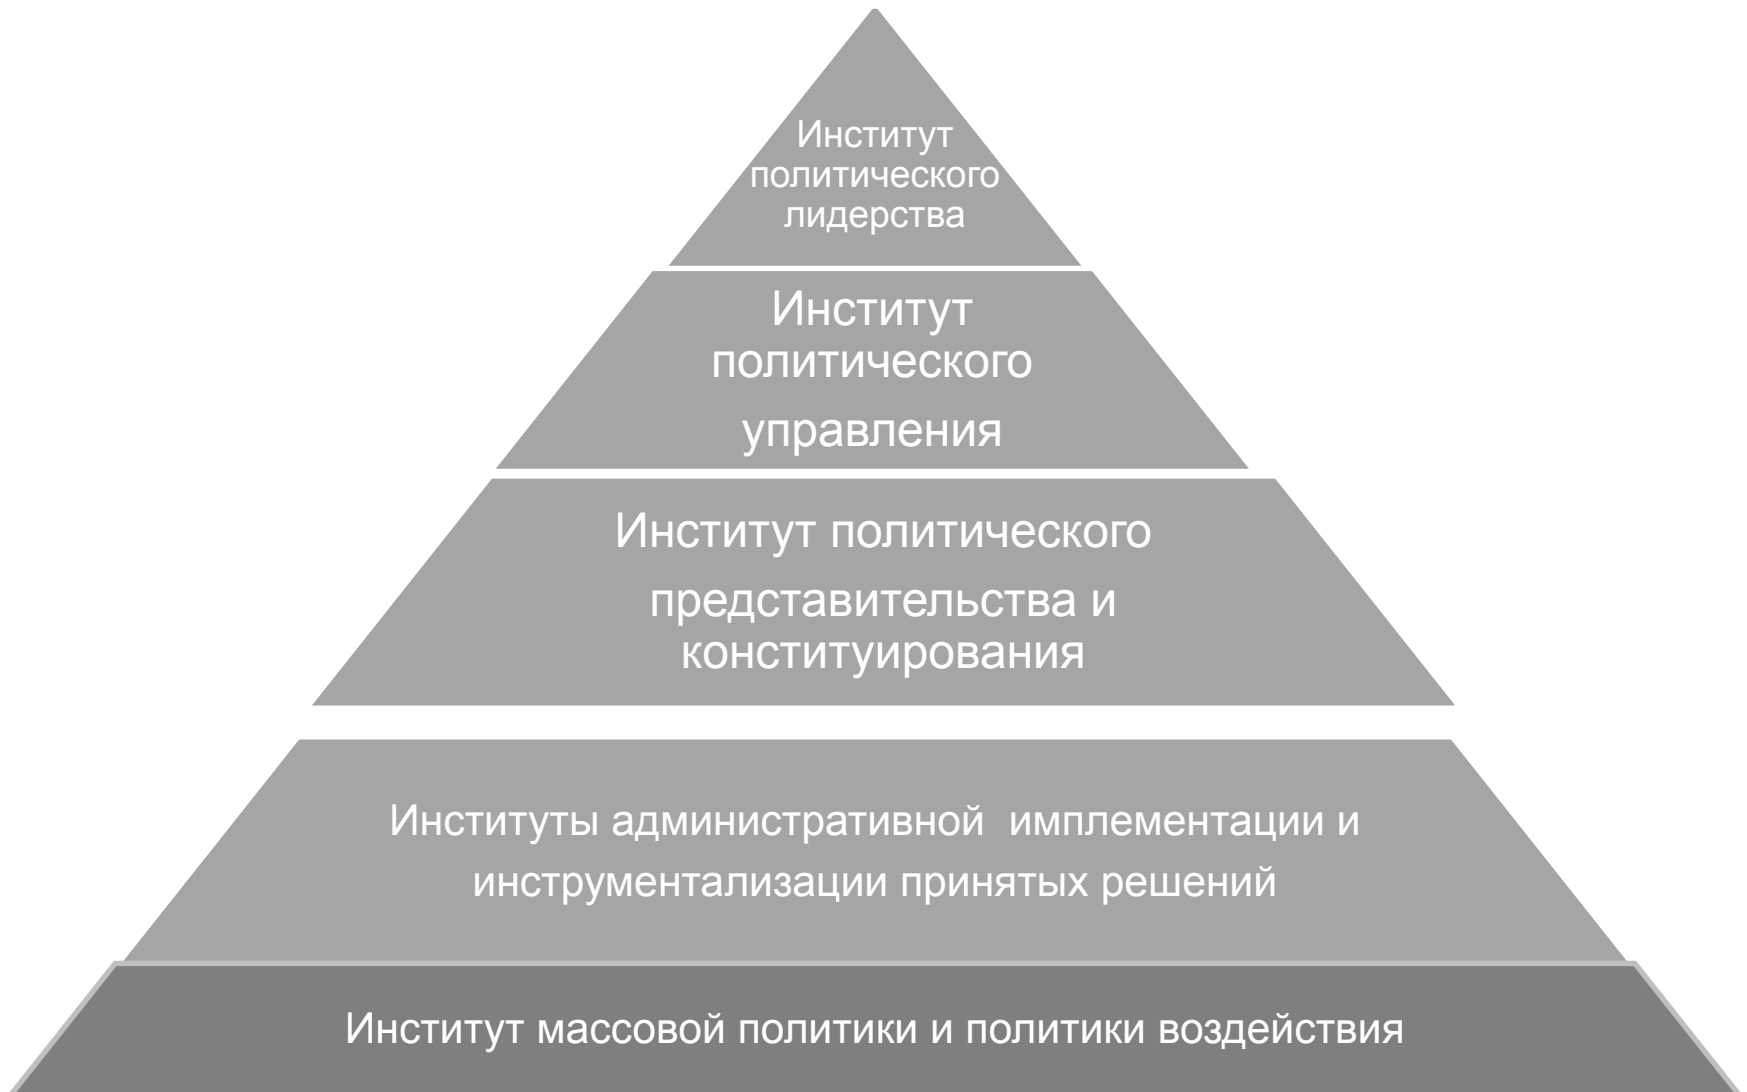 Институт
политического
лидерства
Институт
политического
управления
Институт политического
представительства и
конституирования
Институты административной  имплементации и
инструментализации принятых решений
Институт массовой политики и политики воздействия